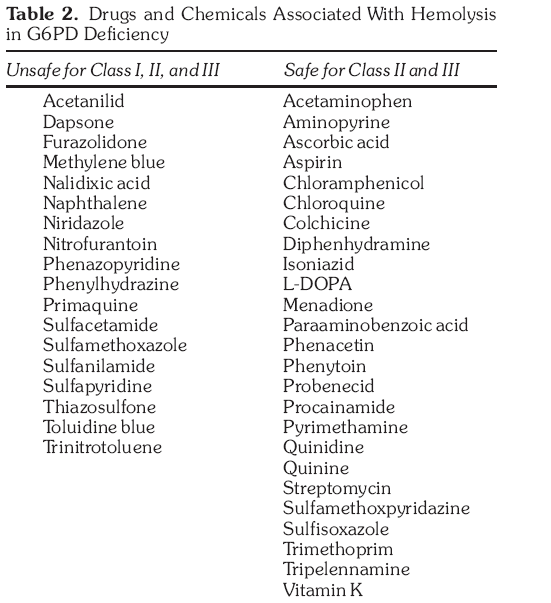 Table 2. Drugs and Chemicals Associated With Hemolysis
in G6PD Deficiency
Unsafe for Class I, II, and III
Safe for Class II and III
Acetanilid
Acetaminophen
Dapsone
Aminopyrine
Furazolidone
Ascorbic acid
Methylene blue
Aspirin
Nalidixic acid
Chloramphenicol
Naphthalene
Chloroquine
Niridazole
Colchicine
Nitrofurantoin
Diphenhydramine
Phenazopyridine
Isoniazid
Phenylhydrazine
L-DOPA
Primaquine
Menadione
Sulfacetamide
Paraaminobenzoic acid
Sulfamethoxazole
Phenacetin
Sulfanilamide
Phenytoin
Sulfapyridine
Probenecid
Thiazosulfone
Procainamide
Toluidine blue
Pyrimethamine
Trinitrotoluene
Quinidine
Quinine
Streptomycin
Sulfamethoxpyridazine
Sulfisoxazole
Trimethoprim
Tripelennamine
Vitamin K